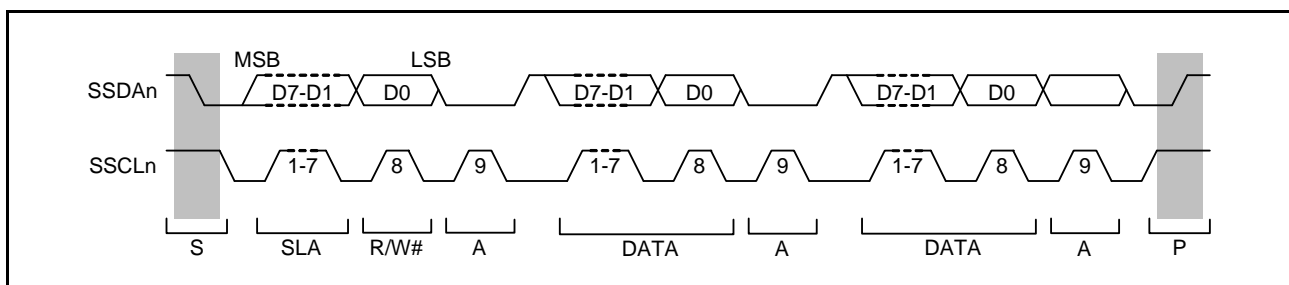 MSB LSB
SSDAn D7-D1 D0 D7-D1 D0 D7-D1 D0
SSCLn 1-7 8 9 1-7 8 9 1-7 8 9
S SLA R/W# A DATA A DATA A P